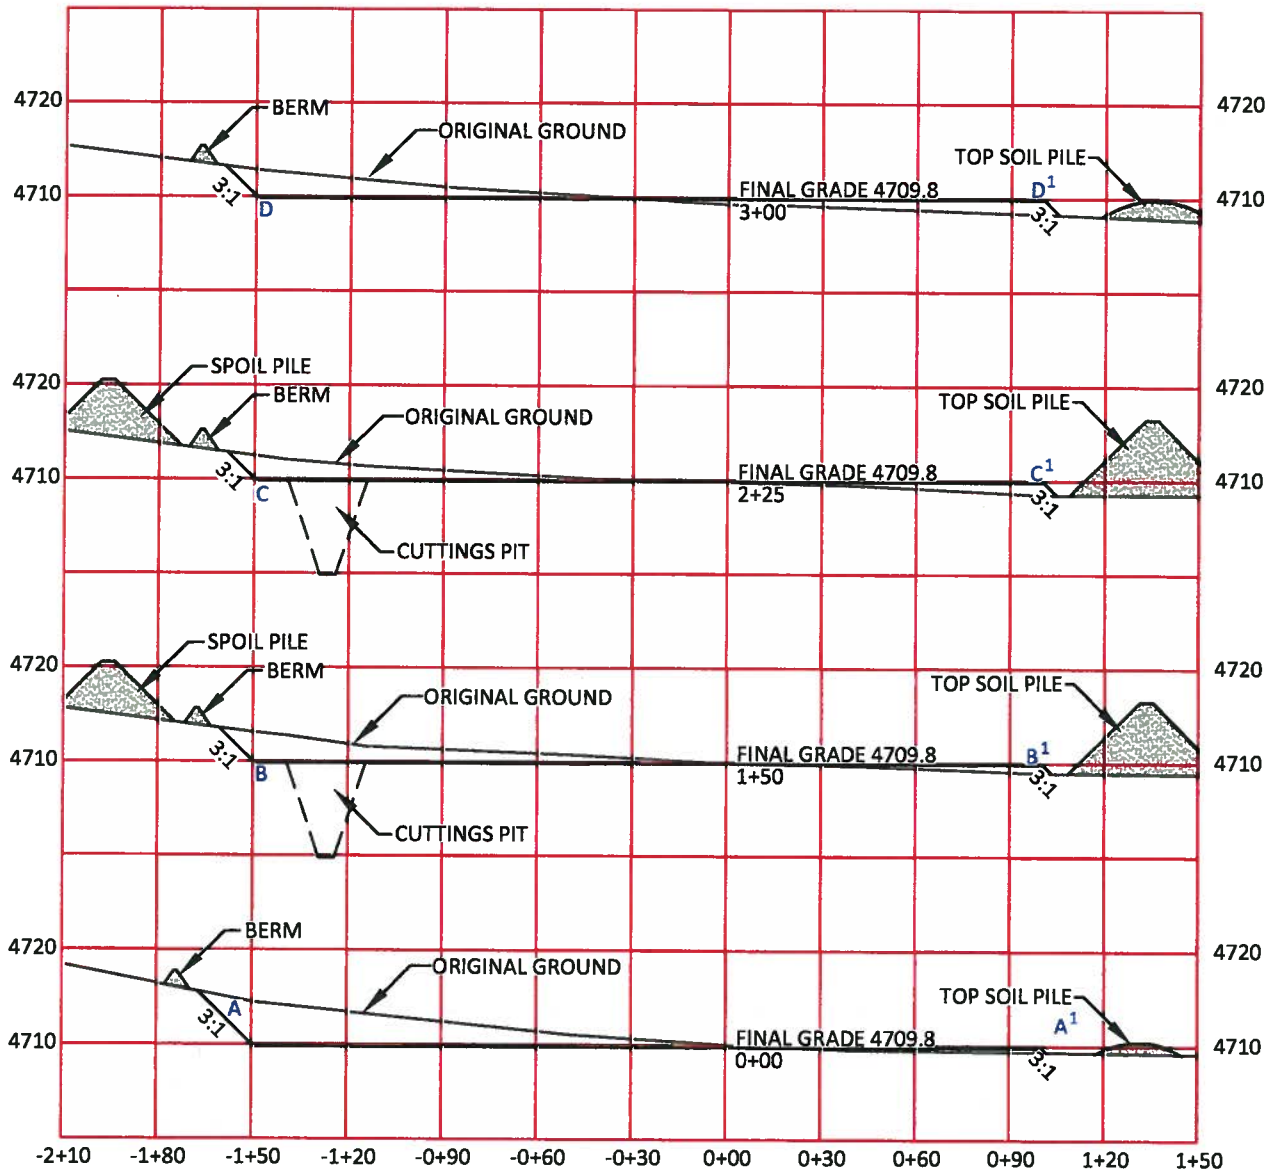 4720
4720
BERM
ORIGINAL GROUND
TOP SOIL PILE
4710
4710
3:1
D
FINAL GRADE 4709.8
3+00
D1
3:1
SPOIL PILE
4720
4720
BERM
ORIGINAL GROUND
TOP SOIL PILE
4710
4710
3:1
C
FINAL GRADE 4709.8
2+25
C1
3:1
CUTTINGS PIT
SPOIL PILE
4720
4720
BERM
ORIGINAL GROUND
TOP SOIL PILE
4710
4710
3:1
B
FINAL GRADE 4709.8
1+50
B1
3:1
CUTTINGS PIT
BERM
4720
4720
ORIGINAL GROUND
TOP SOIL PILE
A
A1
3:1
4710
4710
FINAL GRADE 4709.8
0+00
3:1
-2+10 -1+80 -1+50 -1+20 -0+90 -0+60 -0+30 0+00 0+30 0+60 0+90 1+20 1+50